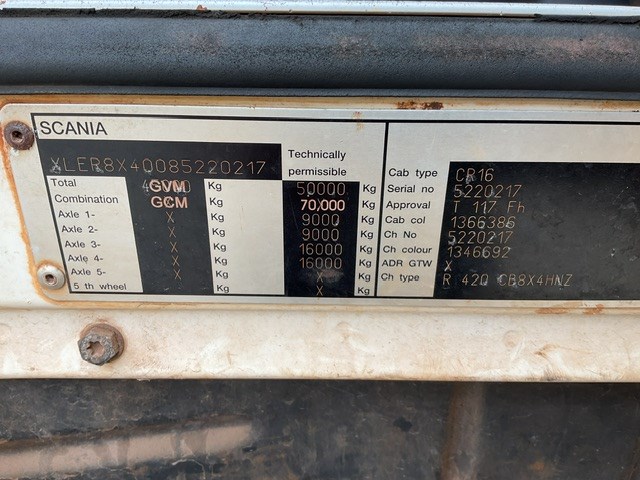 SCANIA
XLER8X40085220217
Technically
permissible
Total GVM Kg 50000 Kg
Combination GCM Kg 70,000 Kg
Axle 1- X Kg 9000 Kg
Axle 2- X Kg 9000 Kg
Axle 3- X Kg 16000 Kg
Axle 4- X Kg 16000 Kg
Axle 5- X Kg X Kg
5 th wheel Kg X Kg
Cab type CR16
Serial no 5220217
Approval T 117 Fh
Cab col 1366386
Ch No 5220217
Ch colour 1346692
ADR GTW X
Ch type R 420 CB8X4HNZ